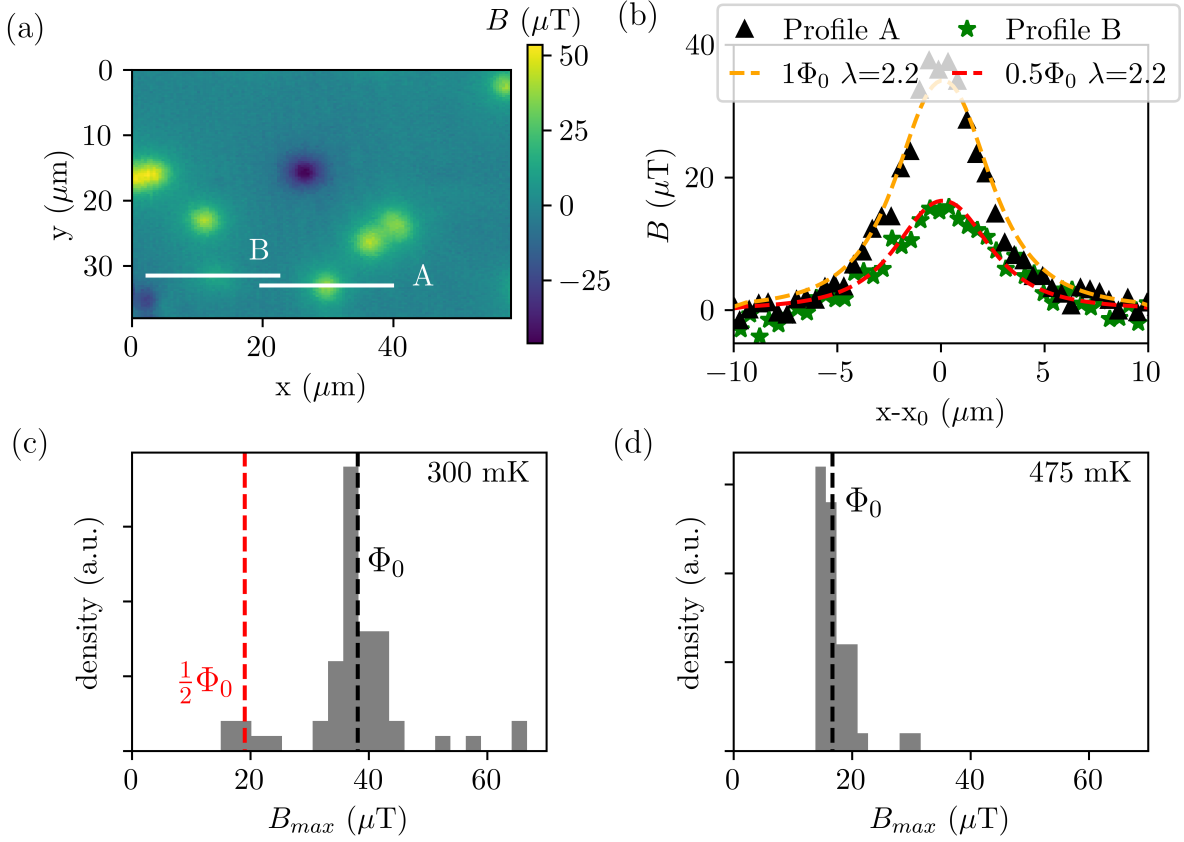 (a)
B (μT)
50
25
0
−25
0
10
20
30
y (μm)
B
A
0
20
40
x (μm)
(b)
Profile A
Profile B
1Φ₀ λ=2.2
0.5Φ₀ λ=2.2
40
20
0
B (μT)
−10
−5
0
5
10
x-x₀ (μm)
(c)
300 mK
Φ₀
½Φ₀
density (a.u.)
0
20
40
60
Bₘₐₓ (μT)
(d)
475 mK
Φ₀
density (a.u.)
0
20
40
60
Bₘₐₓ (μT)